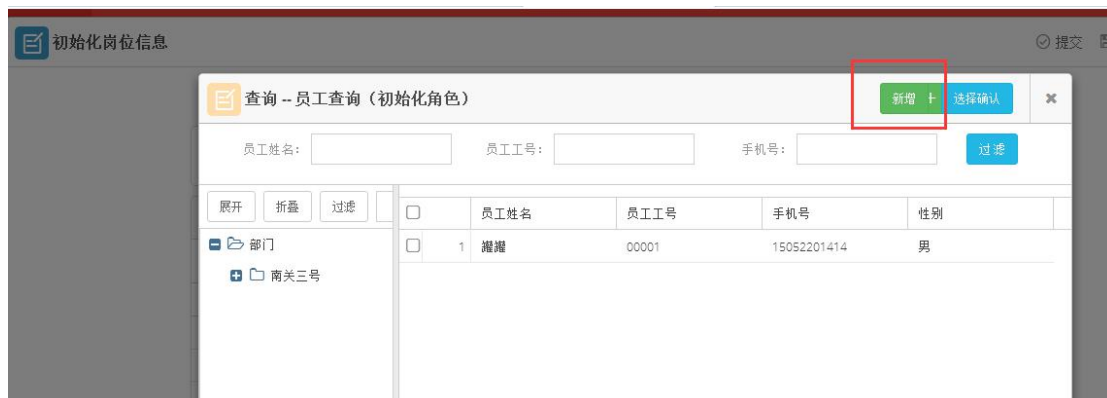 初始化岗位信息
提交
查询 -- 员工查询（初始化角色）
新增 +
选择确认
员工姓名:
员工工号:
手机号:
过滤
展开
折叠
过滤
员工姓名
员工工号
手机号
性别
部门
1
00001
15052201414
男
南关三号